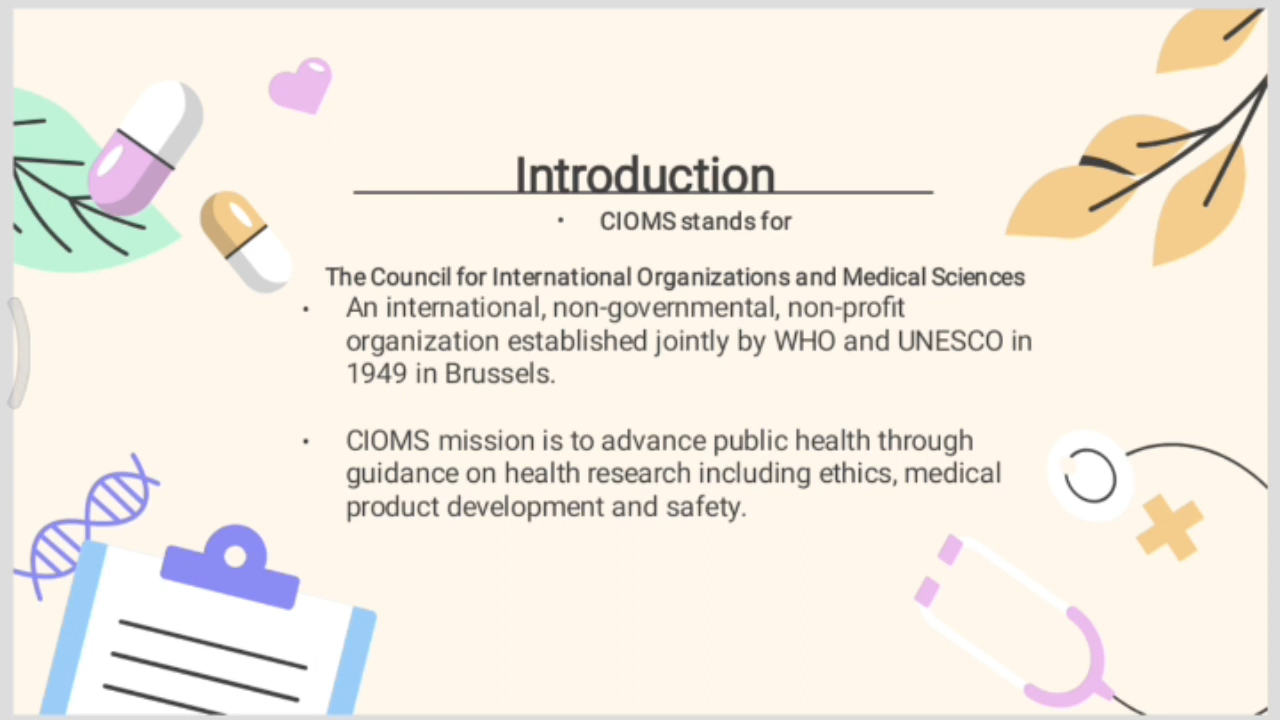 Introduction
• CIOMS stands for
The Council for International Organizations and Medical Sciences
• An international, non-governmental, non-profit
organization established jointly by WHO and UNESCO in
1949 in Brussels.
• CIOMS mission is to advance public health through
guidance on health research including ethics, medical
product development and safety.